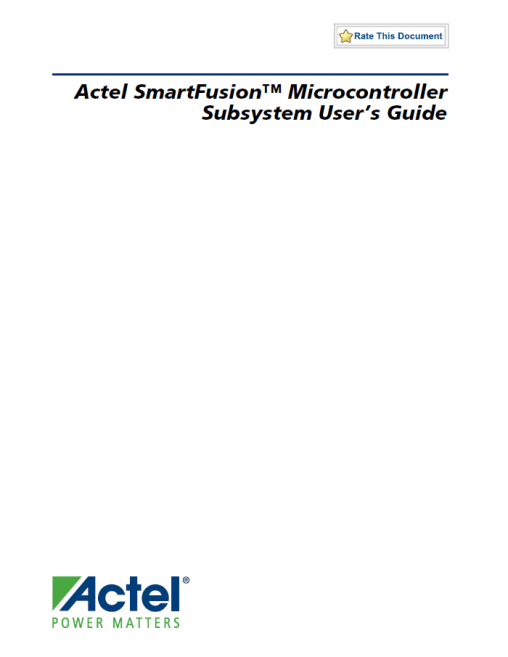 Rate This Document
Actel SmartFusion™ Microcontroller
Subsystem User's Guide
Actel®
POWER MATTERS